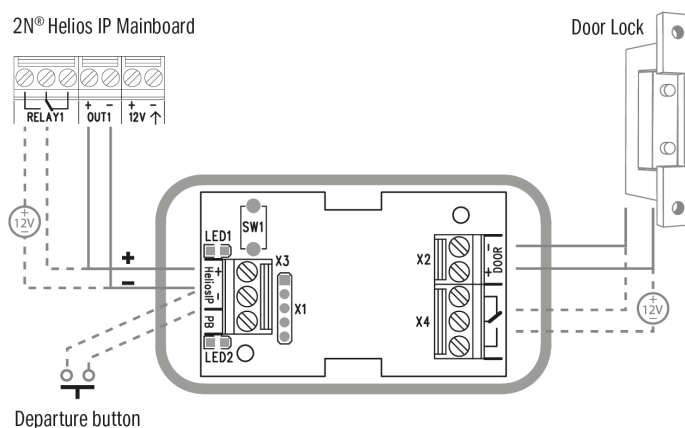 2N® Helios IP Mainboard
Door Lock
+ - + -
RELAY1 OUT1 12V ↑
+
12V
−
SW1
LED1
X3
+
−
+
HeliosIP
−
X1
PB
LED2
X2
−
+
DOOR
X4
+
12V
−
Departure button